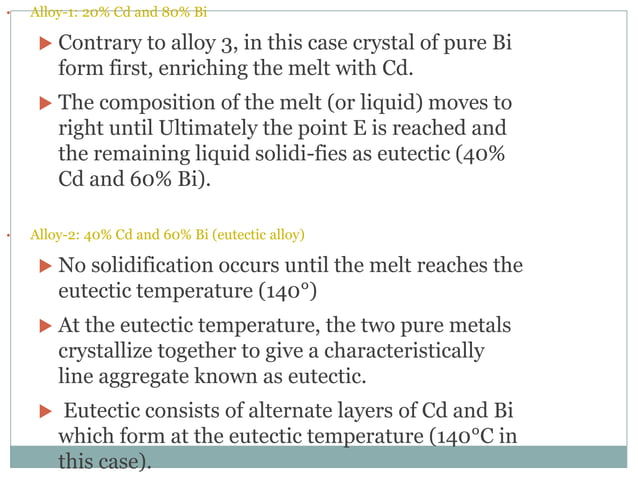 • Alloy-1: 20% Cd and 80% Bi
Contrary to alloy 3, in this case crystal of pure Bi
form first, enriching the melt with Cd.
The composition of the melt (or liquid) moves to
right until Ultimately the point E is reached and
the remaining liquid solidi-fies as eutectic (40%
Cd and 60% Bi).
• Alloy-2: 40% Cd and 60% Bi (eutectic alloy)
No solidification occurs until the melt reaches the
eutectic temperature (140°)
At the eutectic temperature, the two pure metals
crystallize together to give a characteristically
line aggregate known as eutectic.
Eutectic consists of alternate layers of Cd and Bi
which form at the eutectic temperature (140°C in
this case).